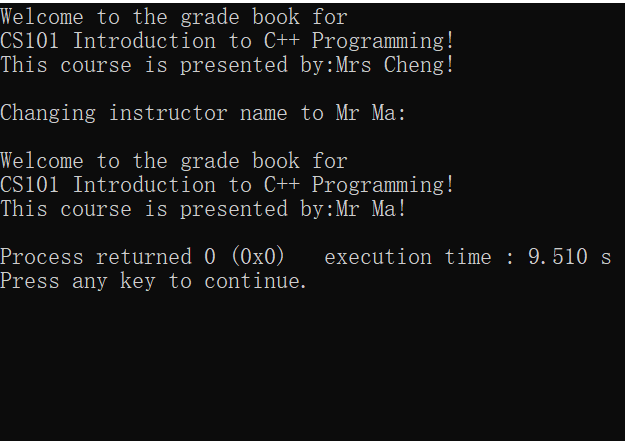 Welcome to the grade book for
CS101 Introduction to C++ Programming!
This course is presented by:Mrs Cheng!
Changing instructor name to Mr Ma:
Welcome to the grade book for
CS101 Introduction to C++ Programming!
This course is presented by:Mr Ma!
Process returned 0 (0x0)   execution time : 9.510 s
Press any key to continue.